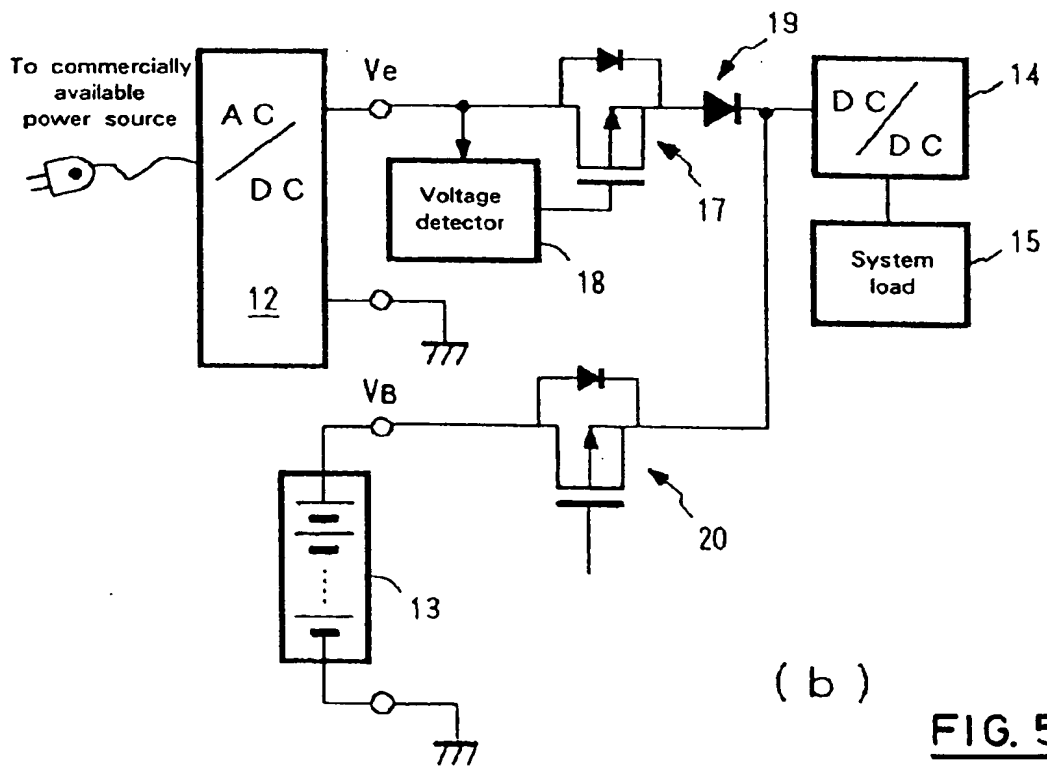 To commercially
available
power source
AC
/
DC
12
Ve
Voltage
detector
18
17
19
DC
/
DC
14
System
load
15
VB
13
20
(b)
FIG. 5